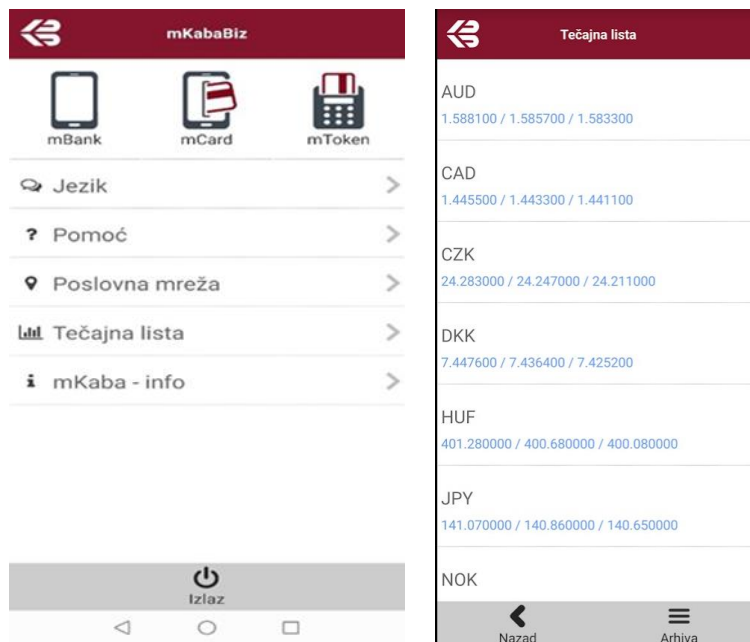 mKabaBiz
mBank
mCard
mToken
Jezik
? Pomoć
Poslovna mreža
Tečajna lista
i mKaba - info
Izlaz
Tečajna lista
AUD
1.588100 / 1.585700 / 1.583300
CAD
1.445500 / 1.443300 / 1.441100
CZK
24.283000 / 24.247000 / 24.211000
DKK
7.447600 / 7.436400 / 7.425200
HUF
401.280000 / 400.680000 / 400.080000
JPY
141.070000 / 140.860000 / 140.650000
NOK
Nazad
Arhiva